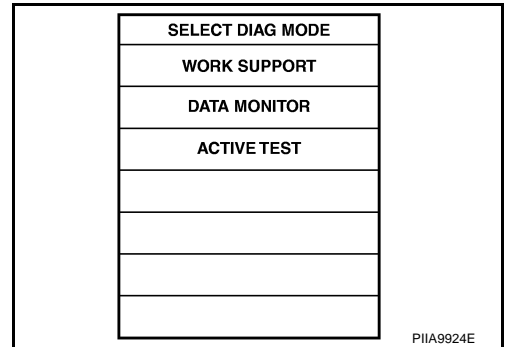 SELECT DIAG MODE
WORK SUPPORT
DATA MONITOR
ACTIVE TEST
PIIA9924E